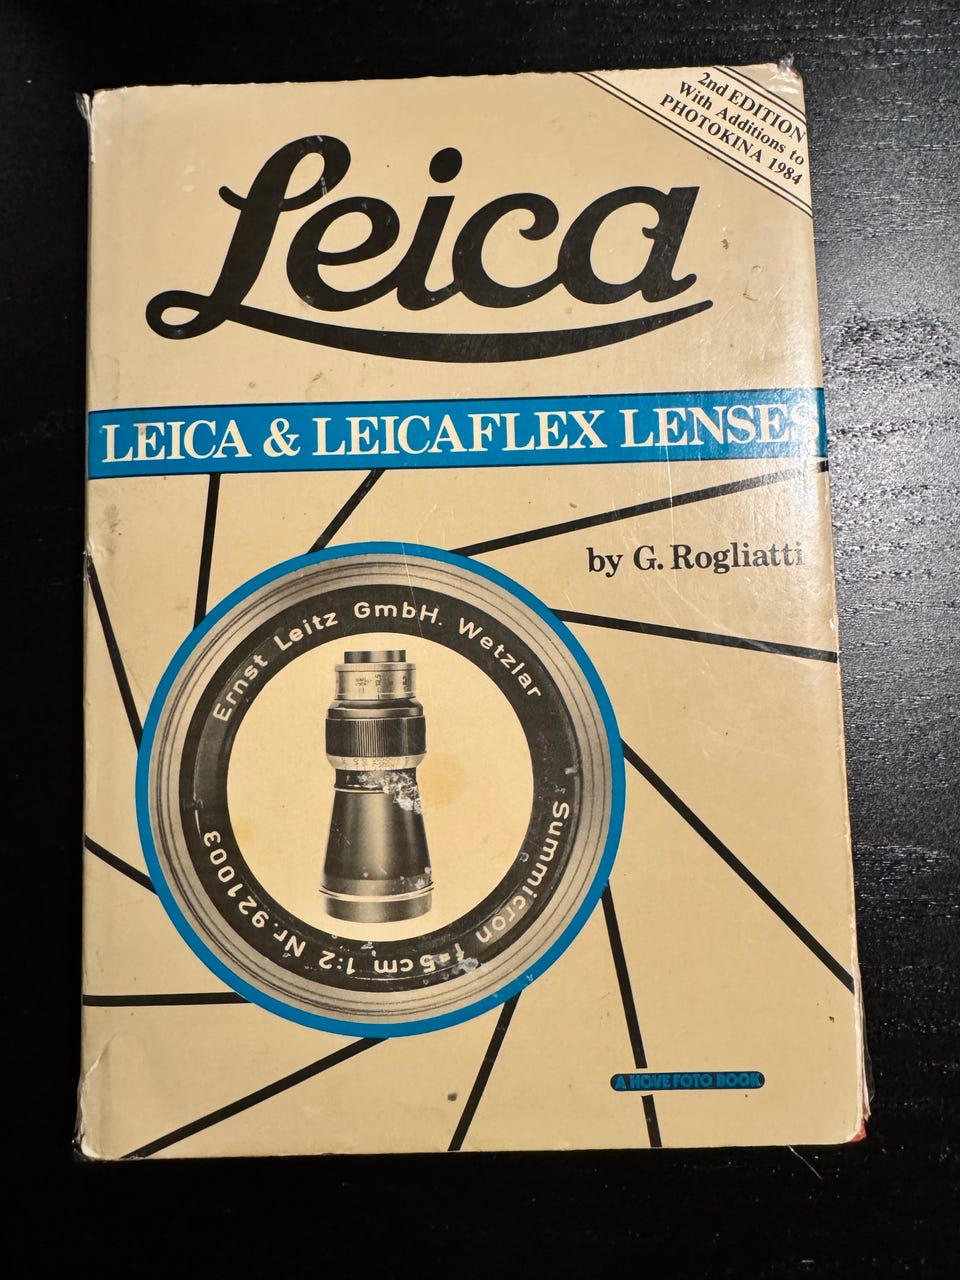 2nd EDITION
With Additions to
PHOTOKINA 1984
Leica
LEICA & LEICAFLEX LENSES
by G. Rogliatti
Ernst Leitz GmbH. Wetzlar
Summicron f=5cm 1:2 Nr. 921003
A HOVE FOTO BOOK